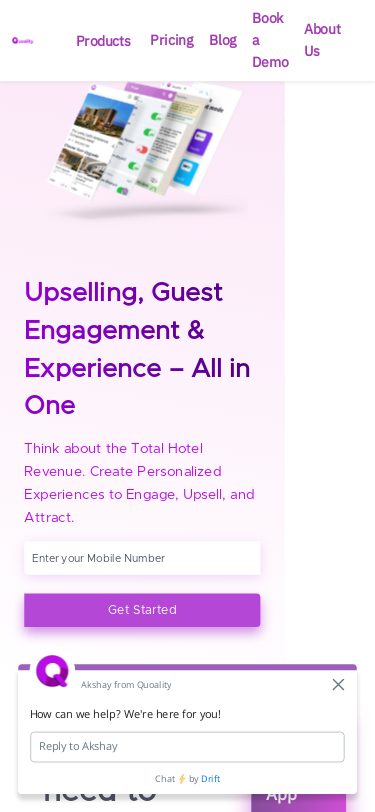 Quoality
Products
Pricing
Blog
Book
a
Demo
About
Us
Upselling, Guest
Engagement &
Experience – All in
One
Think about the Total Hotel
Revenue. Create Personalized
Experiences to Engage, Upsell, and
Attract.
Enter your Mobile Number
Get Started
Akshay from Quoality
How can we help? We're here for you!
Reply to Akshay
Chat ⚡ by Drift
need to
App